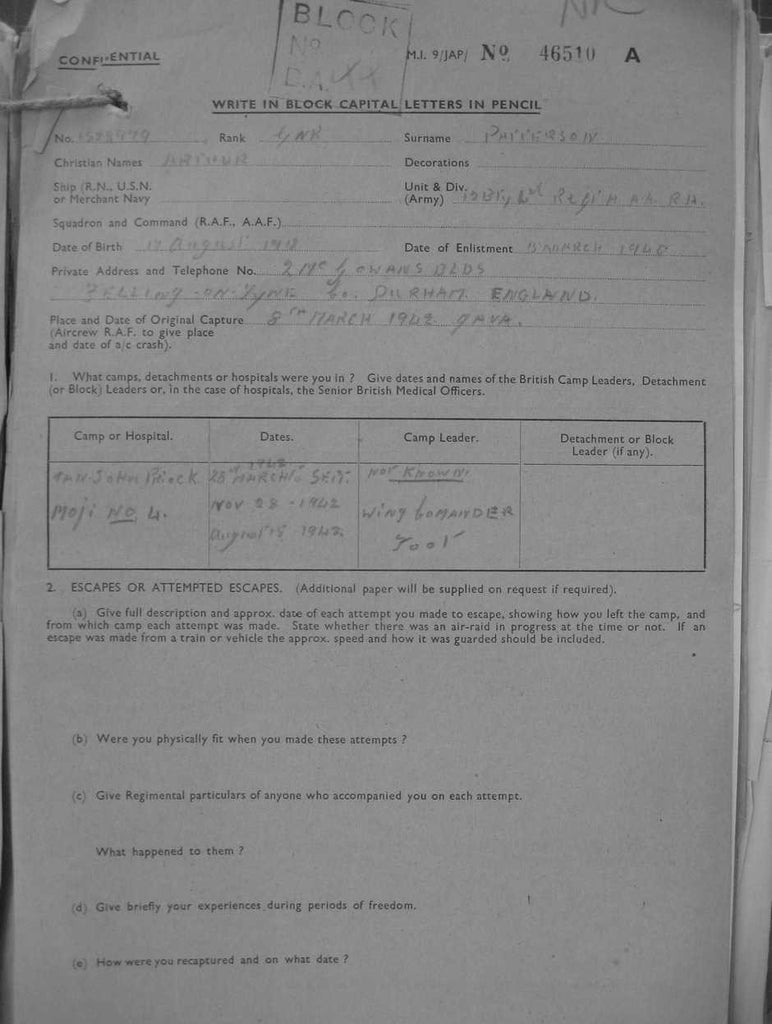 BLOCK
No
CONFIDENTIAL
M.I. 9/JAP/ No. 46510 A
WRITE IN BLOCK CAPITAL LETTERS IN PENCIL
No. Rank GNR Surname PATTERSON
Christian Names ARTHUR Decorations
Ship (R.N., U.S.N. Unit & Div.
or Merchant Navy (Army) H.A.A. R.A.
Squadron and Command (R.A.F., A.A.F.)
Date of Birth August Date of Enlistment MARCH 1940
Private Address and Telephone No. 2 McGOWANS BLDS
FELLING-ON-TYNE Co. DURHAM. ENGLAND.
Place and Date of Original Capture 8TH MARCH 1942. JAVA.
(Aircrew R.A.F. to give place
and date of a/c crash).
1. What camps, detachments or hospitals were you in ? Give dates and names of the British Camp Leaders, Detachment
(or Block) Leaders or, in the case of hospitals, the Senior British Medical Officers.
Camp or Hospital. Dates. Camp Leader. Detachment or Block
Leader (if any).
1942
MARCH NOT KNOWN
MOJI NO 4. NOV 28 - 1942 WING COMANDER
August
2. ESCAPES OR ATTEMPTED ESCAPES. (Additional paper will be supplied on request if required).
(a) Give full description and approx. date of each attempt you made to escape, showing how you left the camp, and
from which camp each attempt was made. State whether there was an air-raid in progress at the time or not. If an
escape was made from a train or vehicle the approx. speed and how it was guarded should be included.
(b) Were you physically fit when you made these attempts ?
(c) Give Regimental particulars of anyone who accompanied you on each attempt.
What happened to them ?
(d) Give briefly your experiences during periods of freedom.
(e) How were you recaptured and on what date ?